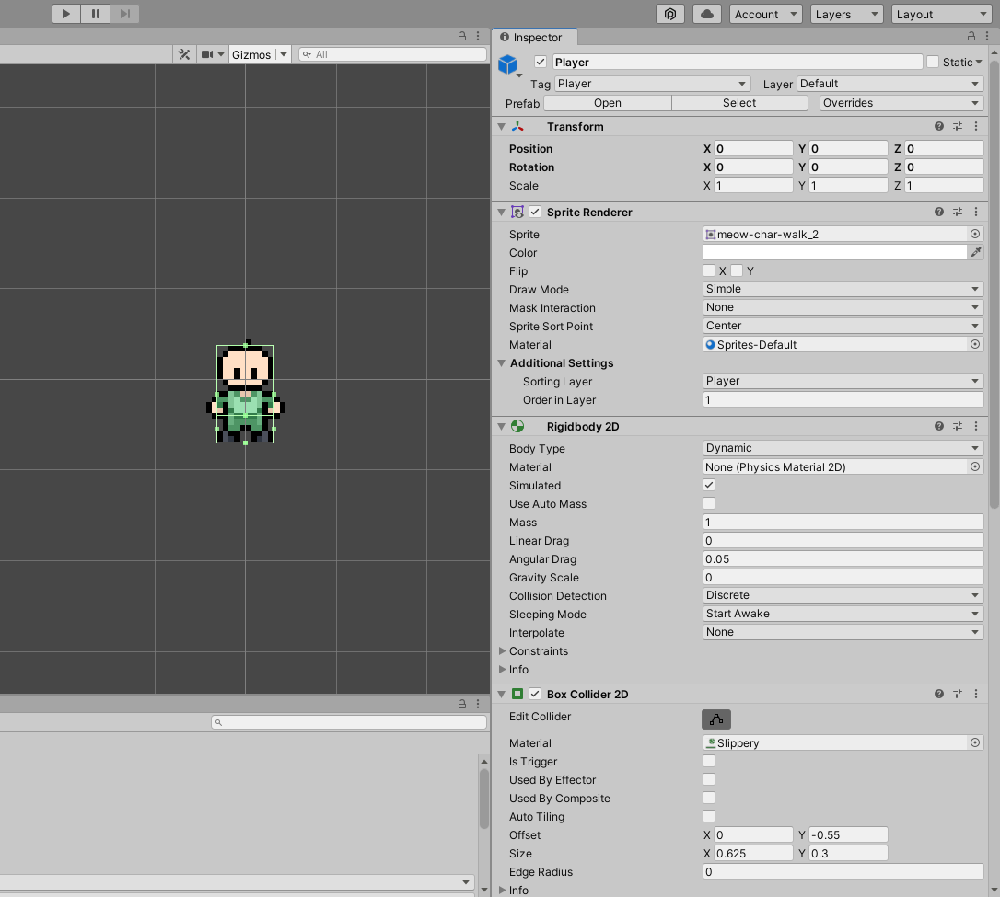 Account Layers Layout
Inspector
Gizmos All
Player Static
Tag Player Layer Default
Prefab Open Select Overrides
Transform
Position X 0 Y 0 Z 0
Rotation X 0 Y 0 Z 0
Scale X 1 Y 1 Z 1
Sprite Renderer
Sprite meow-char-walk_2
Color
Flip X Y
Draw Mode Simple
Mask Interaction None
Sprite Sort Point Center
Material Sprites-Default
Additional Settings
Sorting Layer Player
Order in Layer 1
Rigidbody 2D
Body Type Dynamic
Material None (Physics Material 2D)
Simulated
Use Auto Mass
Mass 1
Linear Drag 0
Angular Drag 0.05
Gravity Scale 0
Collision Detection Discrete
Sleeping Mode Start Awake
Interpolate None
Constraints
Info
Box Collider 2D
Edit Collider
Material Slippery
Is Trigger
Used By Effector
Used By Composite
Auto Tiling
Offset X 0 Y -0.55
Size X 0.625 Y 0.3
Edge Radius 0
Info